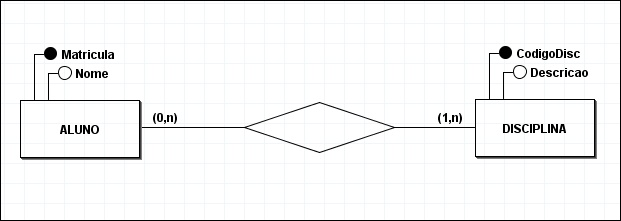 Matricula
Nome
ALUNO
(0,n)
(1,n)
CodigoDisc
Descricao
DISCIPLINA